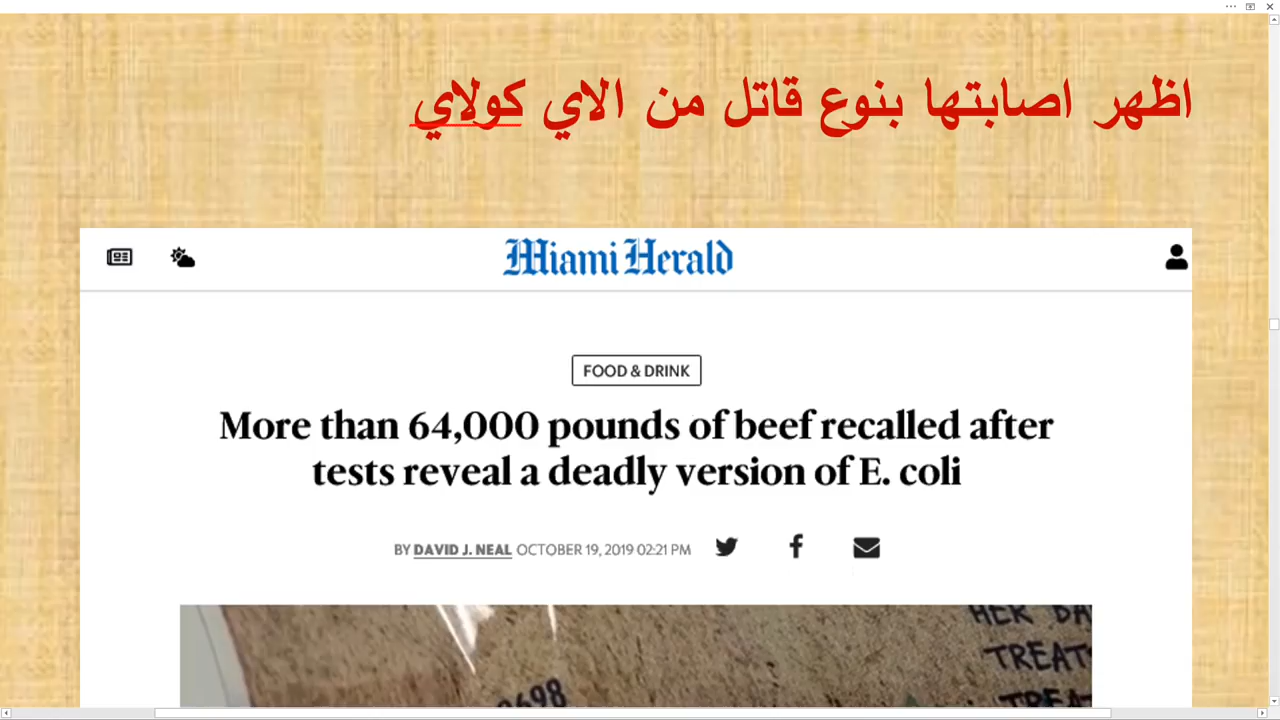 اظهر اصابتها بنوع قاتل من الاي كولاي
Miami Herald
FOOD & DRINK
More than 64,000 pounds of beef recalled after
tests reveal a deadly version of E. coli
BY DAVID J. NEAL OCTOBER 19, 2019 02:21 PM
TREAT